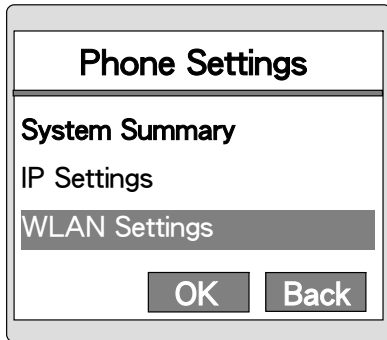 Phone Settings
System Summary
IP Settings
WLAN Settings
OK Back